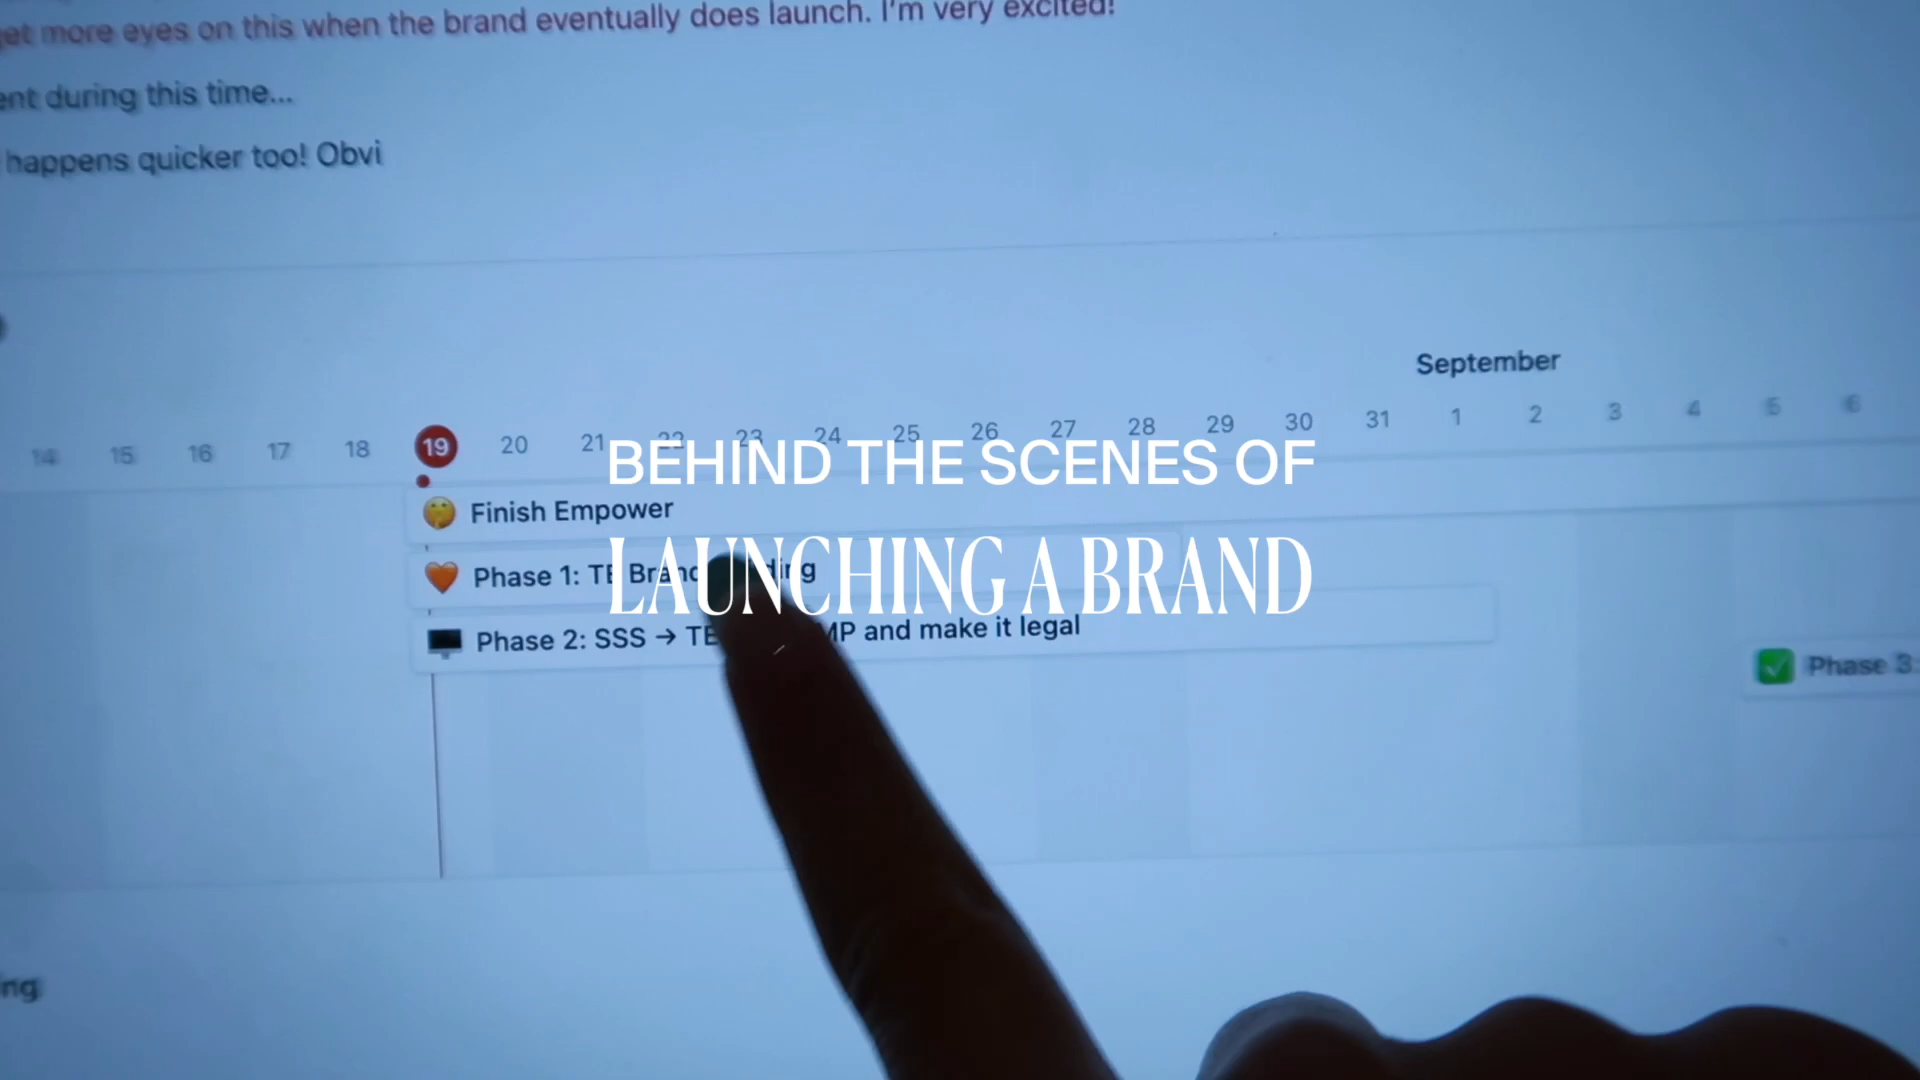 get more eyes on this when the brand eventually does launch. I'm very excited!
ent during this time...
happens quicker too! Obvi
September
14 15 16 17 18 19 20 21 22 23 24 25 26 27 28 29 30 31 1 2 3 4 5 6
BEHIND THE SCENES OF
Finish Empower
LAUNCHING A BRAND
Phase 1: TE Brand
Phase 2: SSS → TE MP and make it legal
Phase 3:
ng